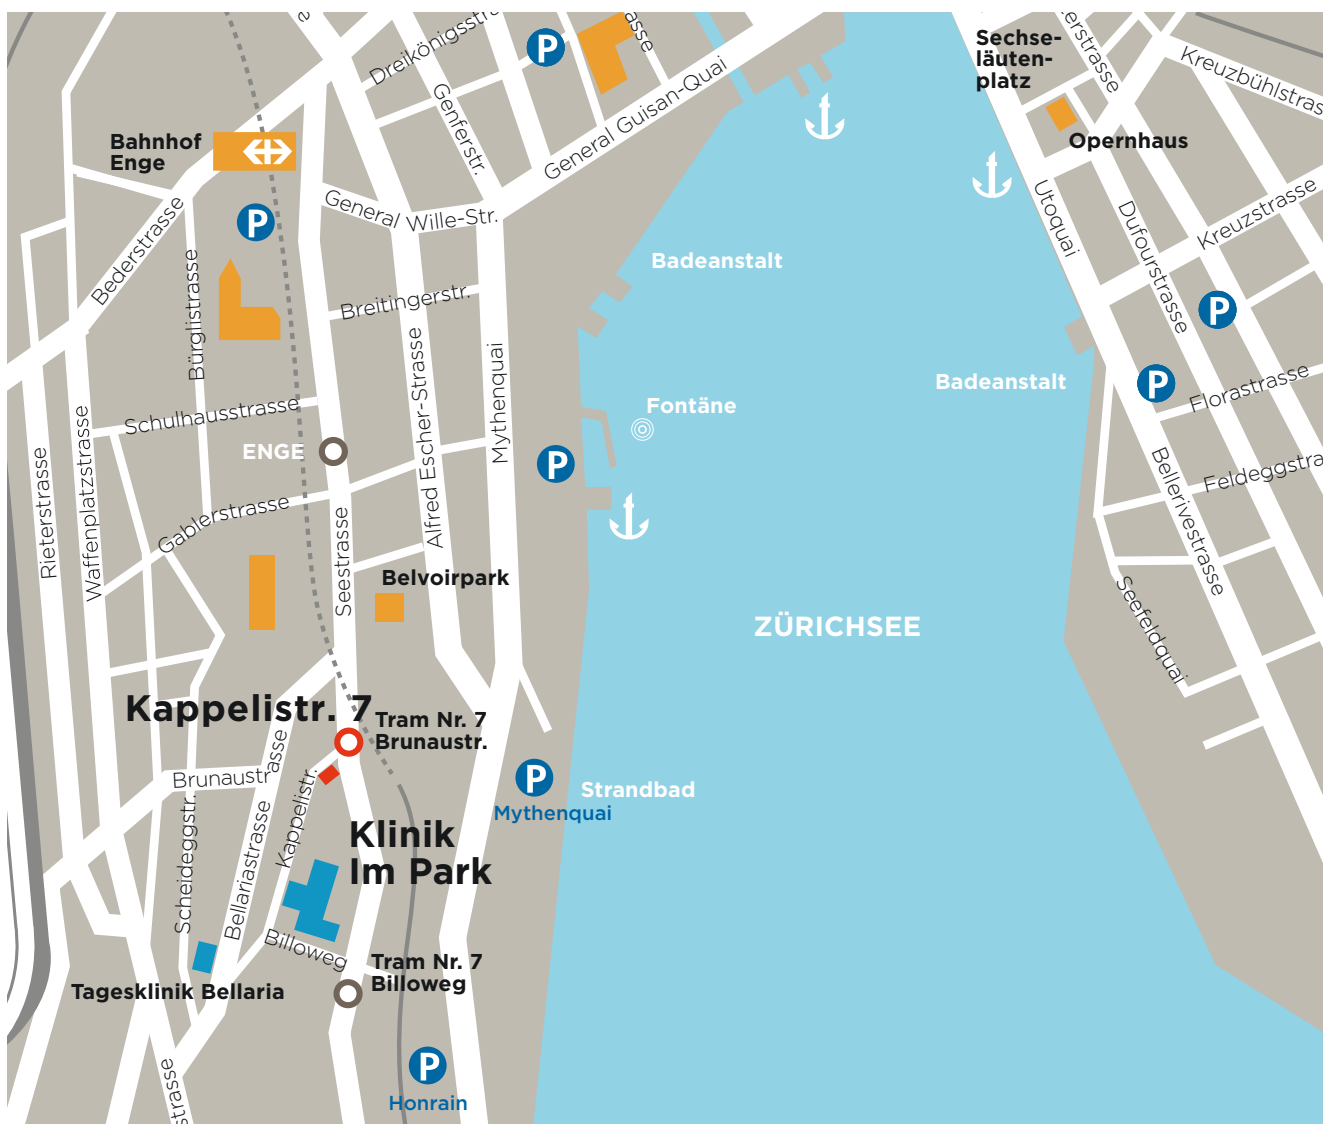 Dreikönigsstr
asse
Sechse-
läuten-
platz
erstrasse
Kreuzbühlstras
P
Genferstr.
General Guisan-Quai
Bahnhof
Enge
Opernhaus
P
General Wille-Str.
Utoquai
Kreuzstrasse
Dufourstrasse
Bederstrasse
Bürglistrasse
Badeanstalt
Breitingerstr.
P
Alfred Escher-Strasse
Mythenquai
Badeanstalt
P
Florastrasse
Schulhausstrasse
Fontäne
ENGE
P
Rieterstrasse
Waffenplatzstrasse
Gablerstrasse
Seestrasse
Bellerivestrasse
Feldeggstra
Belvoirpark
Seefeldquai
ZÜRICHSEE
Kappelistr. 7
Tram Nr. 7
Brunaustr.
Brunaustrasse
P
Strandbad
Mythenquai
Scheideggstr.
Bellariastrasse
Kappelistr.
Klinik
Im Park
Billoweg
Tram Nr. 7
Billoweg
Tagesklinik Bellaria
P
Honrain
strasse